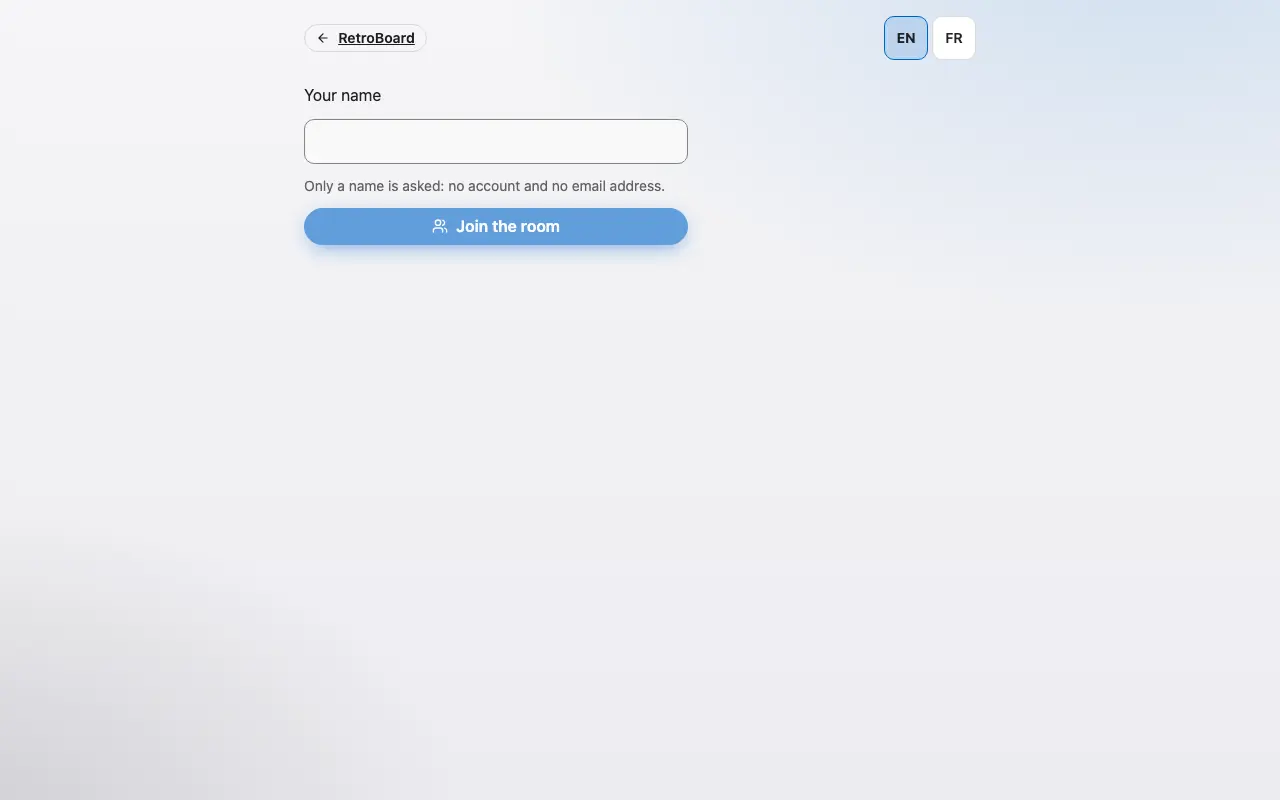 RetroBoard
EN
FR
Your name
Only a name is asked: no account and no email address.
Join the room